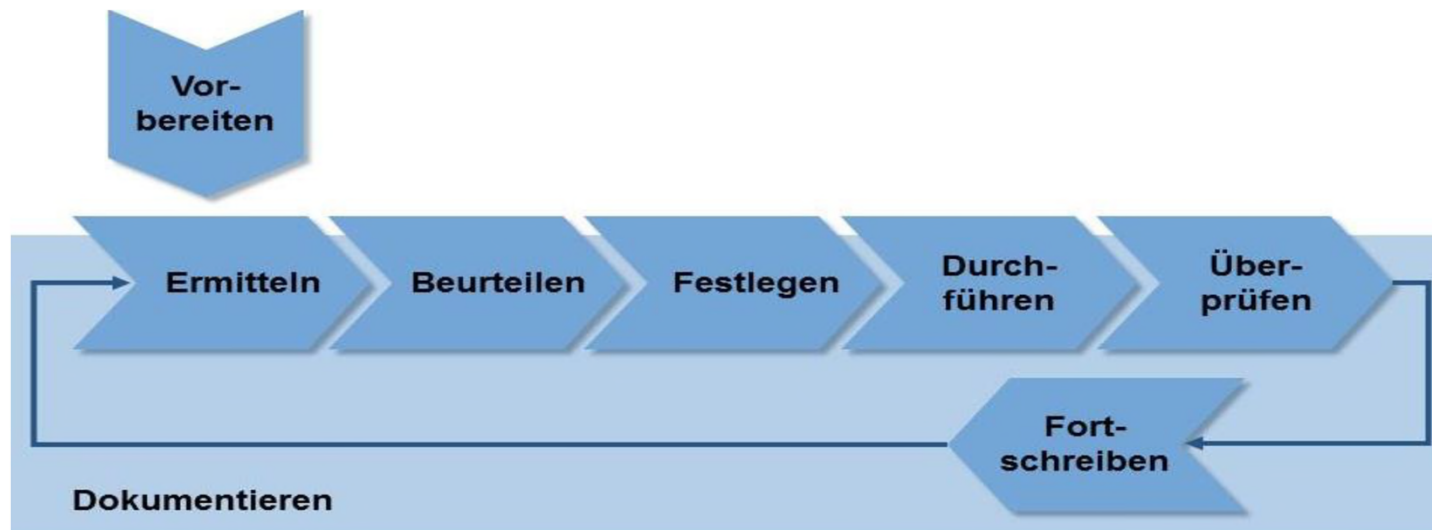 Vor-
bereiten
Ermitteln
Beurteilen
Festlegen
Durch-
führen
Über-
prüfen
Fort-
schreiben
Dokumentieren